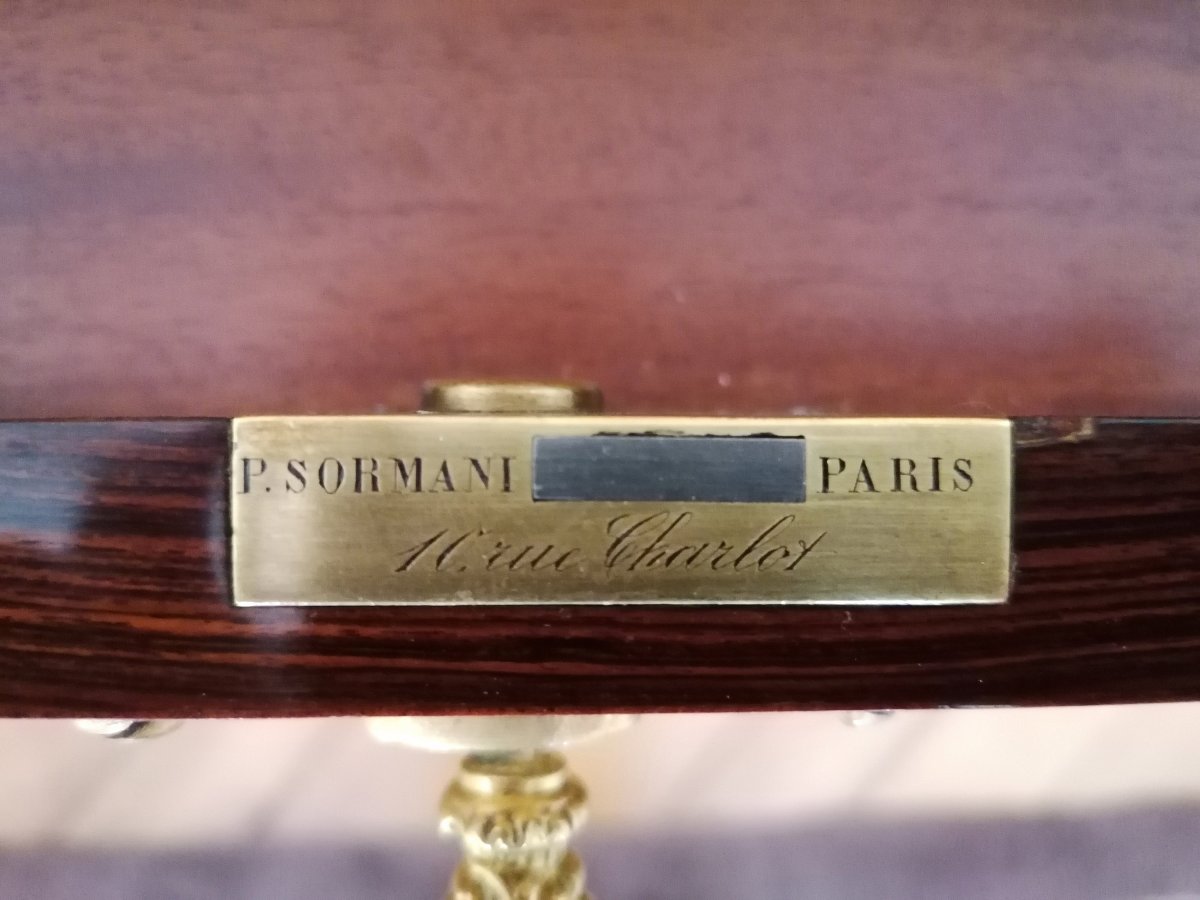 P. SORMANI PARIS
10, rue Charlot